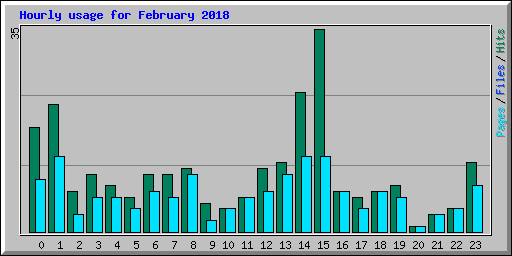 Hourly usage for February 2018
35
Pages/Files/Hits
0 1 2 3 4 5 6 7 8 9 10 11 12 13 14 15 16 17 18 19 20 21 22 23